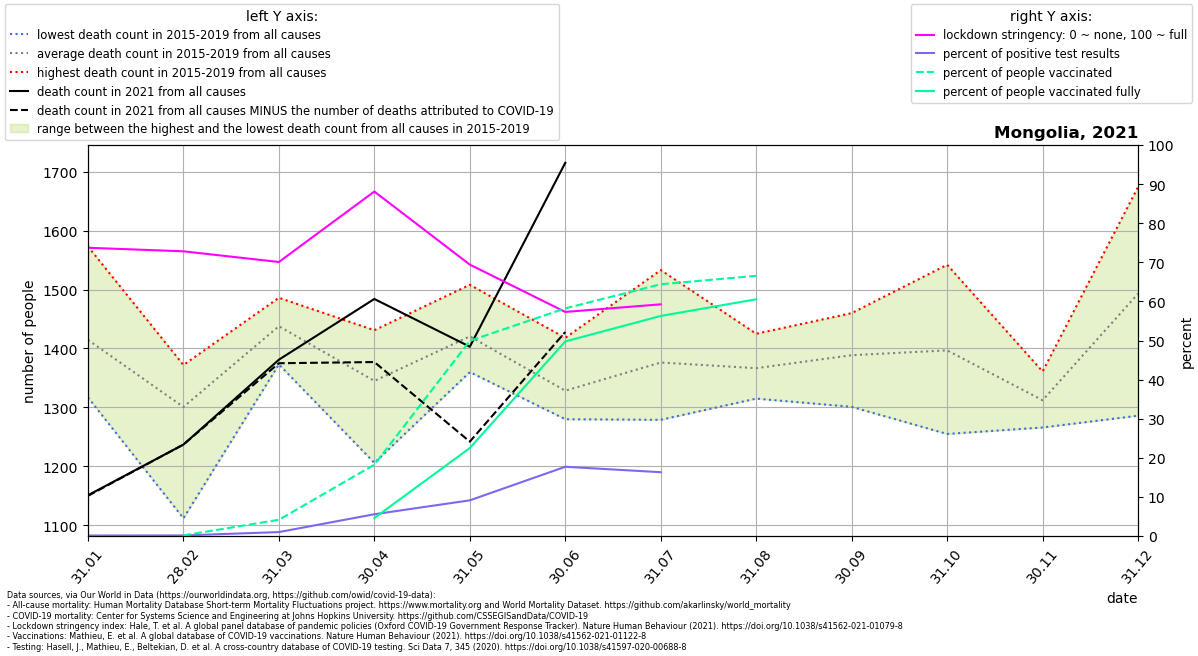 left Y axis:
lowest death count in 2015-2019 from all causes
average death count in 2015-2019 from all causes
highest death count in 2015-2019 from all causes
death count in 2021 from all causes
death count in 2021 from all causes MINUS the number of deaths attributed to COVID-19
range between the highest and the lowest death count from all causes in 2015-2019
right Y axis:
lockdown stringency: 0 ~ none, 100 ~ full
percent of positive test results
percent of people vaccinated
percent of people vaccinated fully
Mongolia, 2021
number of people
1700
1600
1500
1400
1300
1200
1100
100
90
80
70
60
50
40
30
20
10
0
percent
31.01
28.02
31.03
30.04
31.05
30.06
31.07
31.08
30.09
31.10
30.11
31.12
date
Data sources, via Our World in Data (https://ourworldindata.org, https://github.com/owid/covid-19-data):
- All-cause mortality: Human Mortality Database Short-term Mortality Fluctuations project. https://www.mortality.org and World Mortality Dataset. https://github.com/akarlinsky/world_mortality
- COVID-19 mortality: Center for Systems Science and Engineering at Johns Hopkins University. https://github.com/CSSEGISandData/COVID-19
- Lockdown stringency index: Hale, T. et al. A global panel database of pandemic policies (Oxford COVID-19 Government Response Tracker). Nature Human Behaviour (2021). https://doi.org/10.1038/s41562-021-01079-8
- Vaccinations: Mathieu, E. et al. A global database of COVID-19 vaccinations. Nature Human Behaviour (2021). https://doi.org/10.1038/s41562-021-01122-8
- Testing: Hasell, J., Mathieu, E., Beltekian, D. et al. A cross-country database of COVID-19 testing. Sci Data 7, 345 (2020). https://doi.org/10.1038/s41597-020-00688-8